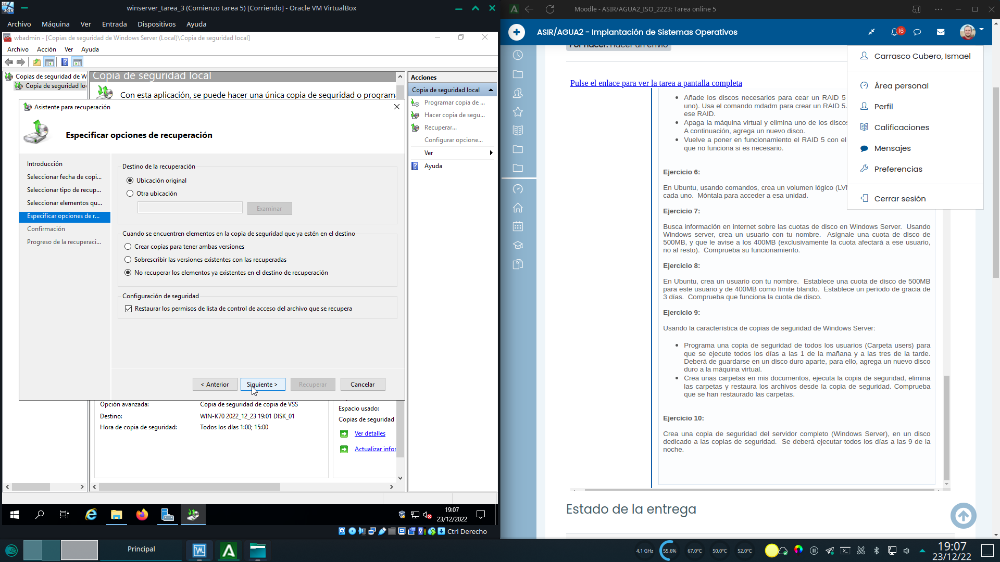 winserver_tarea_3 (Comienzo tarea 5) [Corriendo] - Oracle VM VirtualBox
Archivo Máquina Ver Entrada Dispositivos Ayuda
wbadmin - [Copias de seguridad de Windows Server (Local)\Copia de seguridad local]
Archivo Acción Ver Ayuda
Copias de seguridad de W
Copia de seguridad lo
Copia de seguridad local
Con esta aplicación, se puede hacer una única copia de seguridad o program
Asistente para recuperación
Especificar opciones de recuperación
Introducción
Seleccionar fecha de copi...
Seleccionar tipo de recup...
Seleccionar elementos qu...
Especificar opciones de r...
Confirmación
Progreso de la recuperaci...
Destino de la recuperación
Ubicación original
Otra ubicación
Examinar
Cuando se encuentren elementos en la copia de seguridad que ya estén en el destino
Crear copias para tener ambas versiones
Sobrescribir las versiones existentes con las recuperadas
No recuperar los elementos ya existentes en el destino de recuperación
Configuración de seguridad
Restaurar los permisos de lista de control de acceso del archivo que se recupera
< Anterior
Siguiente >
Recuperar
Cancelar
Opción avanzada: Copia de seguridad de copia de VSS
Destino: WIN-K70 2022_12_23 19:01 DISK_01
Hora de copia de seguridad: Todos los días 1:00; 15:00
Espacio usado:
Copias de seguridad
Ver detalles
Actualizar infor
Acciones
Copia de seguridad local
Programar copia de ...
Hacer copia de segu...
Recuperar...
Configurar opcione...
Ver
Ayuda
19:07
23/12/2022
Ctrl Derecho
Moodle - ASIR/AGUA2_ISO_2223: Tarea online 5
ASIR/AGUA2 - Implantación de Sistemas Operativos
16
Por hacer: Hacer un envío
Carrasco Cubero, Ismael
Área personal
Perfil
Calificaciones
Mensajes
Preferencias
Cerrar sesión
Pulse el enlace para ver la tarea a pantalla completa
Añade los discos necesarios para cear un RAID 5
uno). Usa el comando mdadm para crear un RAID 5.
ese RAID.
Apaga la máquina virtual y elimina uno de los discos
A continuación, agrega un nuevo disco.
Vuelve a poner en funcionamiento el RAID 5 con el
que no funciona si es necesario.
Ejercicio 6:
En Ubuntu, usando comandos, crea un volumen lógico (LVM
cada uno. Móntala para acceder a esa unidad.
Ejercicio 7:
Busca información en internet sobre las cuotas de disco en Windows Server. Usando
Windows server, crea un usuario con tu nombre. Asígnale una cuota de disco de
500MB, y que le avise a los 400MB (exclusivamente la cuota afectará a ese usuario,
no al resto). Comprueba su funcionamiento.
Ejercicio 8:
En Ubuntu, crea un usuario con tu nombre. Establece una cuota de disco de 500MB
para este usuario y de 400MB como límite blando. Establece un período de gracia de
3 días. Comprueba que funciona la cuota de disco.
Ejercicio 9:
Usando la característica de copias de seguridad de Windows Server:
Programa una copia de seguridad de todos los usuarios (Carpeta users) para
que se ejecute todos los días a las 1 de la mañana y a las tres de la tarde.
Deberá de guardarse en un disco duro aparte, para ello, agrega un nuevo disco
duro a la máquina virtual.
Crea unas carpetas en mis documentos, ejecuta la copia de seguridad, elimina
las carpetas y restaura los archivos desde la copia de seguridad. Comprueba
que se han restaurado las carpetas.
Ejercicio 10:
Crea una copia de seguridad del servidor completo (Windows Server), en un disco
dedicado a las copias de seguridad. Se deberá ejecutar todos los días a las 9 de la
noche.
Estado de la entrega
Principal
4,1 GHz
55,6%
67,0°C
50,0°C
52,0°C
19:07
23/12/22